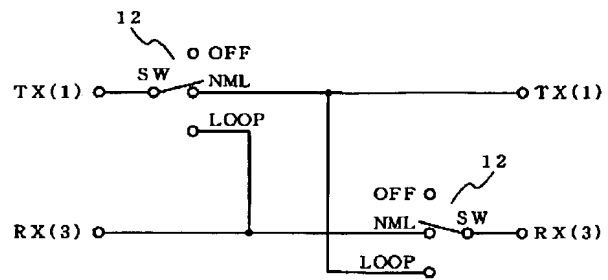 12
OFF
SW
NML
TX(1)
TX(1)
LOOP
12
OFF
NML
SW
RX(3)
RX(3)
LOOP